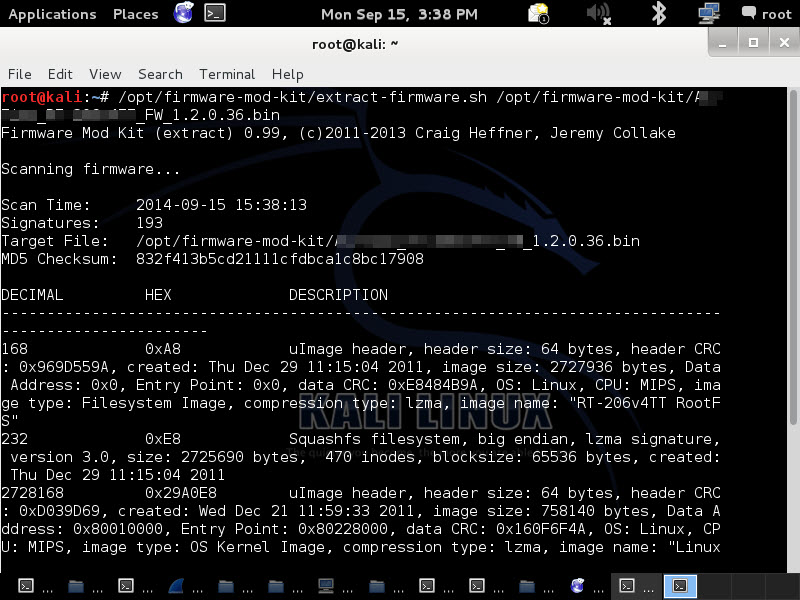 Applications Places Mon Sep 15, 3:38 PM 1 root
root@kali: ~
File Edit View Search Terminal Help
root@kali:~# /opt/firmware-mod-kit/extract-firmware.sh /opt/firmware-mod-kit/A
_FW_1.2.0.36.bin
Firmware Mod Kit (extract) 0.99, (c)2011-2013 Craig Heffner, Jeremy Collake
Scanning firmware...
Scan Time: 2014-09-15 15:38:13
Signatures: 193
Target File: /opt/firmware-mod-kit/ _1.2.0.36.bin
MD5 Checksum: 832f413b5cd21111cfdbca1c8bc17908
DECIMAL HEX DESCRIPTION
--------------------------------------------------------------------------------
-----------------------
168 0xA8 uImage header, header size: 64 bytes, header CRC
: 0x969D559A, created: Thu Dec 29 11:15:04 2011, image size: 2727936 bytes, Data
Address: 0x0, Entry Point: 0x0, data CRC: 0xE8484B9A, OS: Linux, CPU: MIPS, ima
ge type: Filesystem Image, compression type: lzma, image name: "RT-206v4TT RootF
S"
KALI LINUX
232 0xE8 Squashfs filesystem, big endian, lzma signature,
version 3.0, size: 2725690 bytes, 470 inodes, blocksize: 65536 bytes, created:
Thu Dec 29 11:15:04 2011
2728168 0x29A0E8 uImage header, header size: 64 bytes, header CRC
: 0xD039D69, created: Wed Dec 21 11:59:33 2011, image size: 758140 bytes, Data A
ddress: 0x80010000, Entry Point: 0x80228000, data CRC: 0x160F6F4A, OS: Linux, CP
U: MIPS, image type: OS Kernel Image, compression type: lzma, image name: "Linux
... ... ... ... ... ... ... ... ... ... ... ... ...